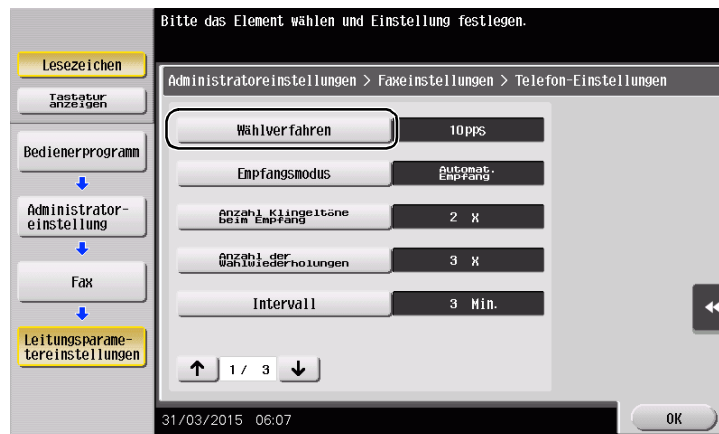 Bitte das Element wählen und Einstellung festlegen.
Lesezeichen
Tastatur
anzeigen
Bedienerprogramm
Administrator-
einstellung
Fax
Leitungsparame-
tereinstellungen
Administratoreinstellungen > Faxeinstellungen > Telefon-Einstellungen
Wählverfahren 10pps
Empfangsmodus Automat. Empfang
Anzahl Klingeltöne
beim Empfang 2 X
Anzahl der
Wahlwiederholungen 3 X
Intervall 3 Min.
1 / 3
31/03/2015 06:07
OK